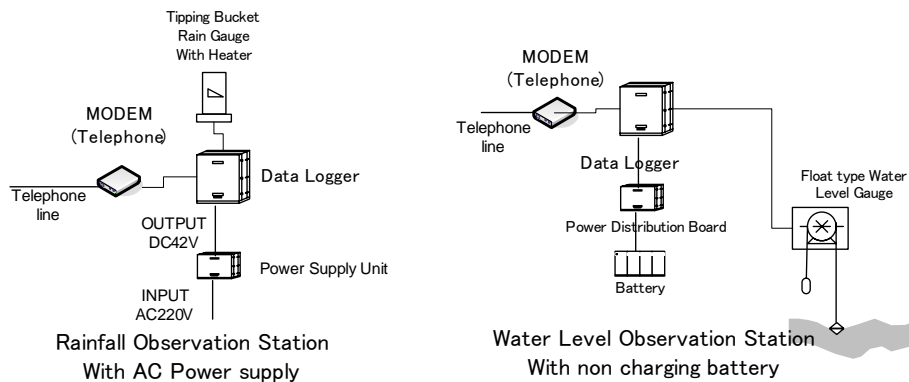 Tipping Bucket
Rain Gauge
With Heater
MODEM
(Telephone)
Telephone
line
Data Logger
OUTPUT
DC42V
Power Supply Unit
INPUT
AC220V
Rainfall Observation Station
With AC Power supply
MODEM
(Telephone)
Telephone
line
Data Logger
Float type Water
Level Gauge
Power Distribution Board
Battery
Water Level Observation Station
With non charging battery